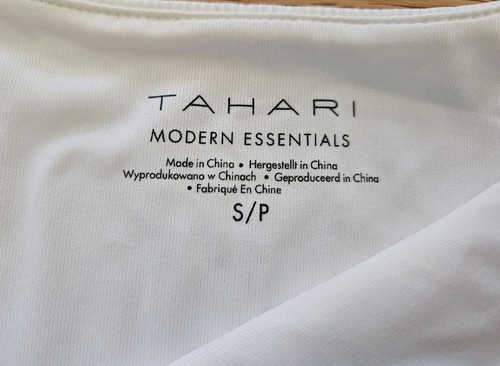 TAHARI
MODERN ESSENTIALS
Made in China • Hergestellt in China
Wyprodukowano w Chinach • Geproduceerd in China
• Fabriqué En Chine
S/P